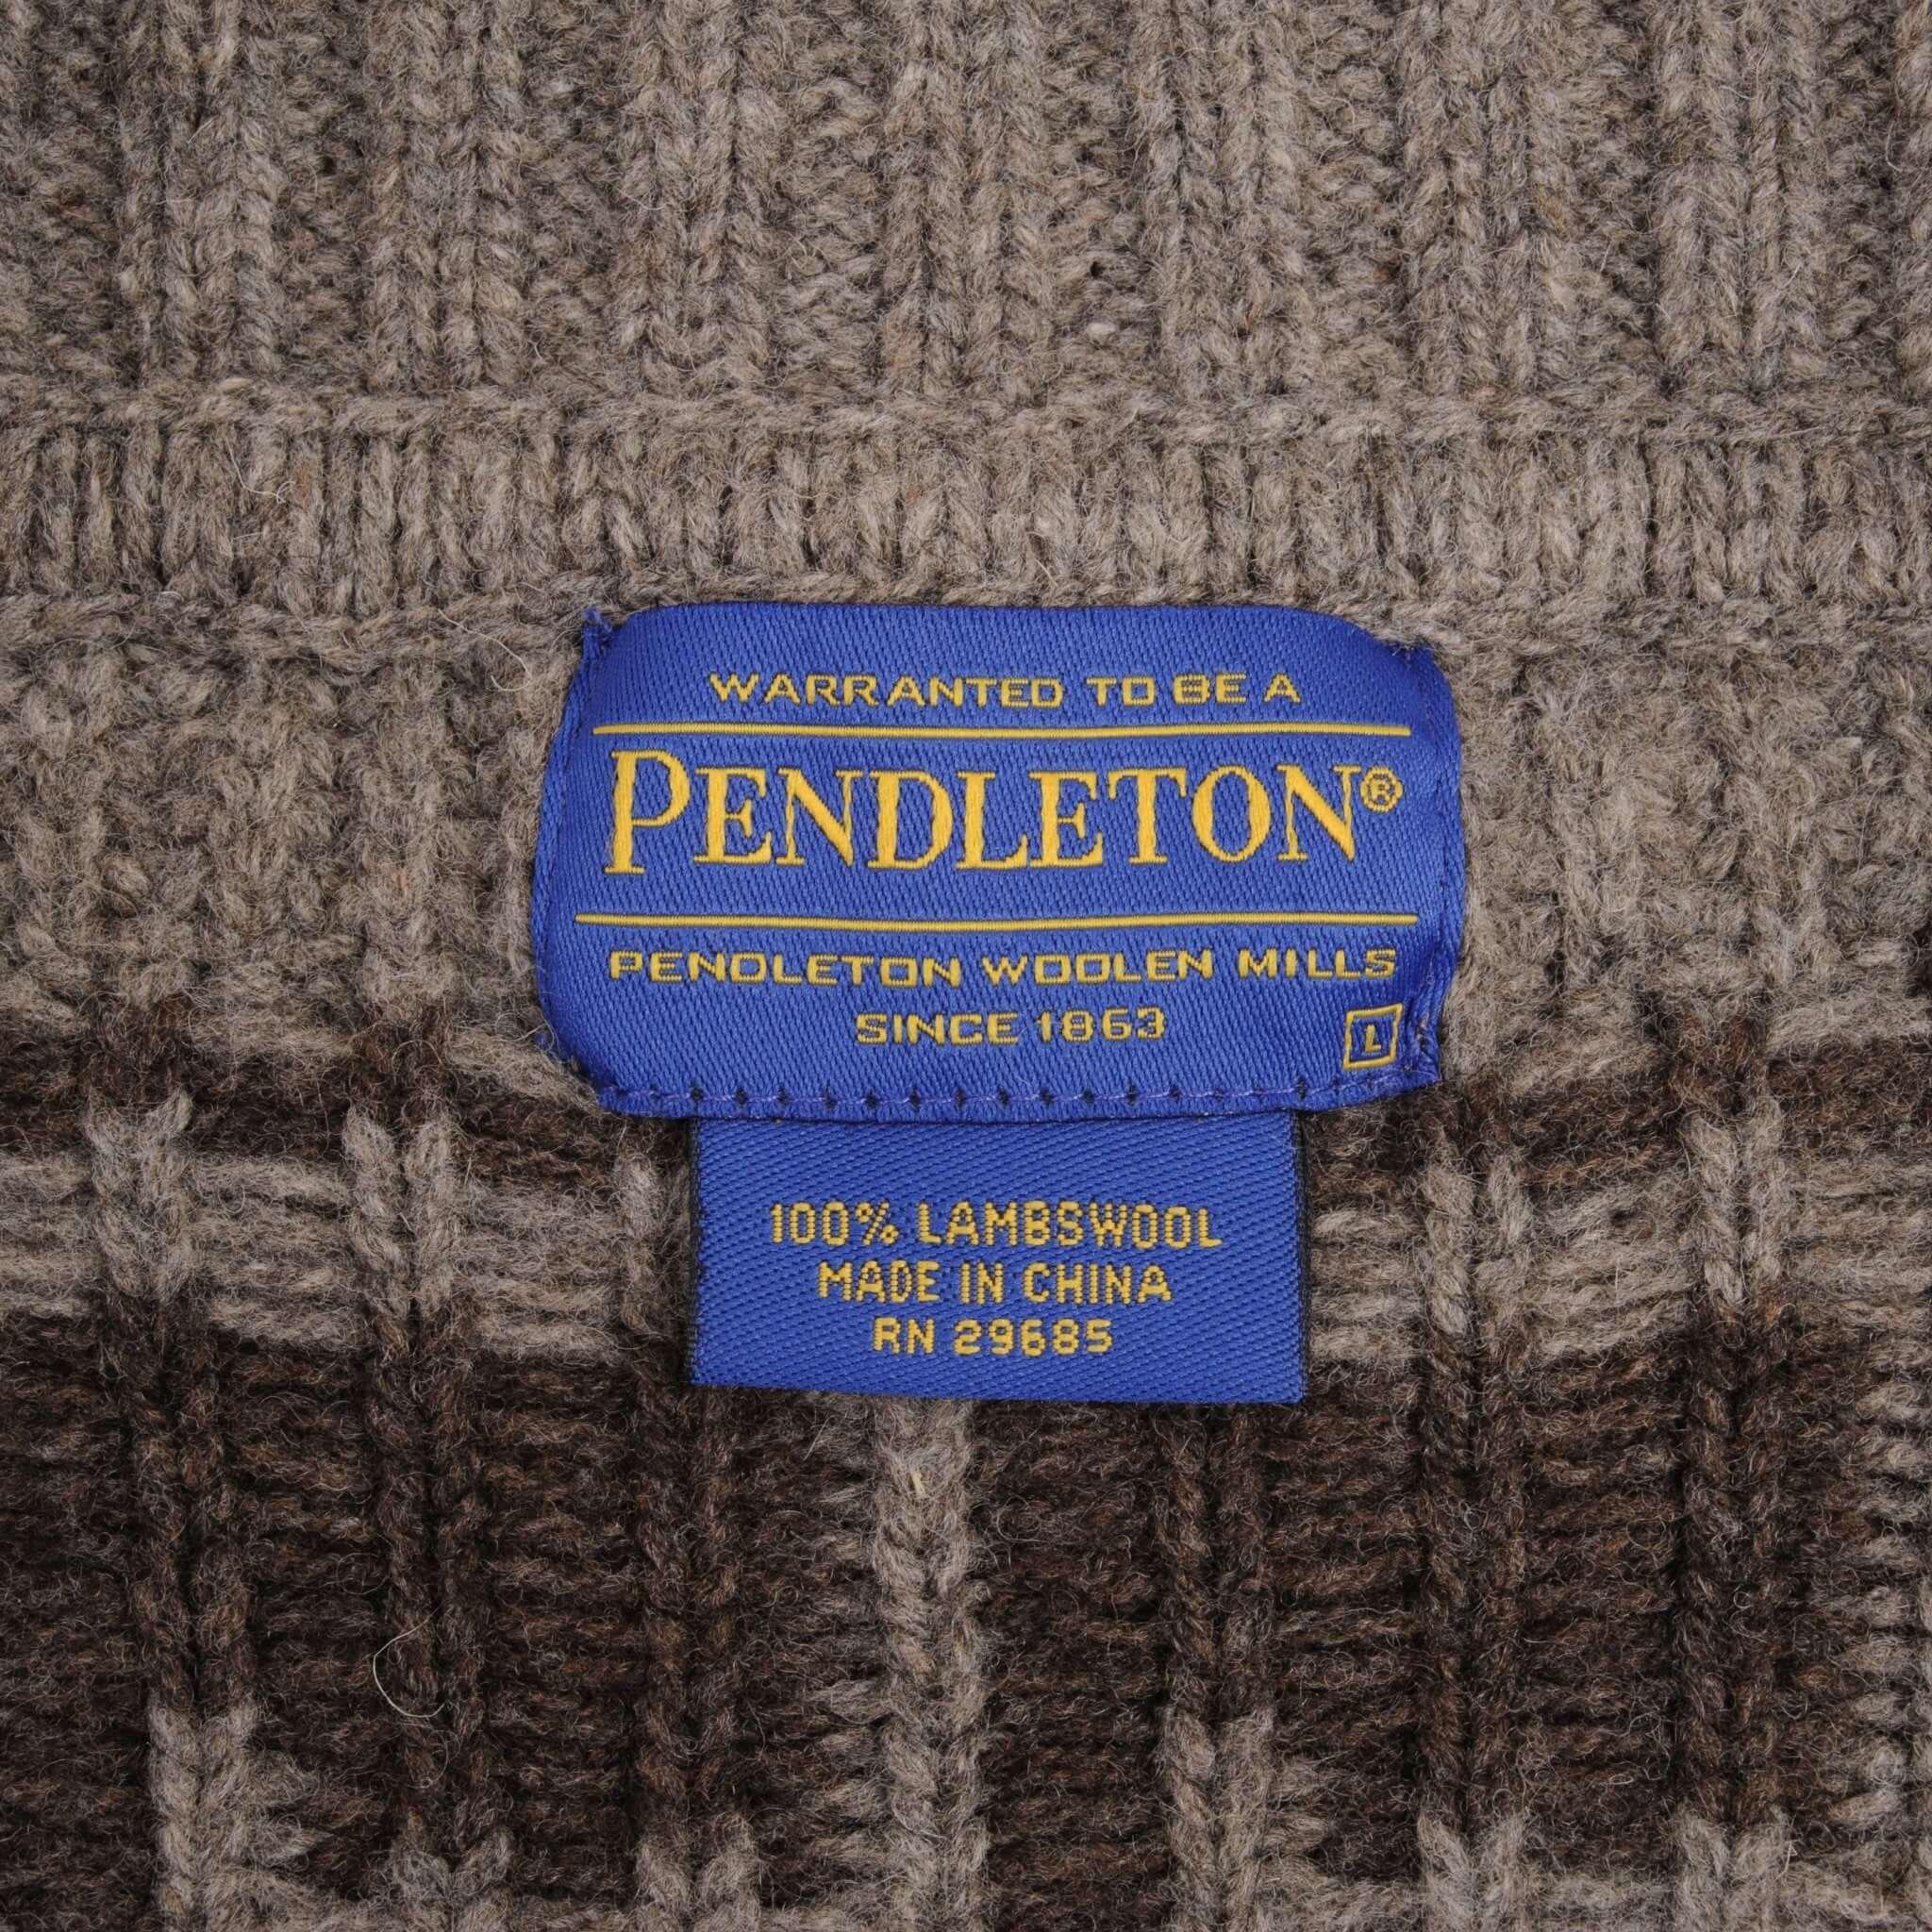 WARRANTED TO BE A
PENDLETON®
PENDLETON WOOLEN MILLS
SINCE 1863
L
100% LAMBSWOOL
MADE IN CHINA
RN 29685